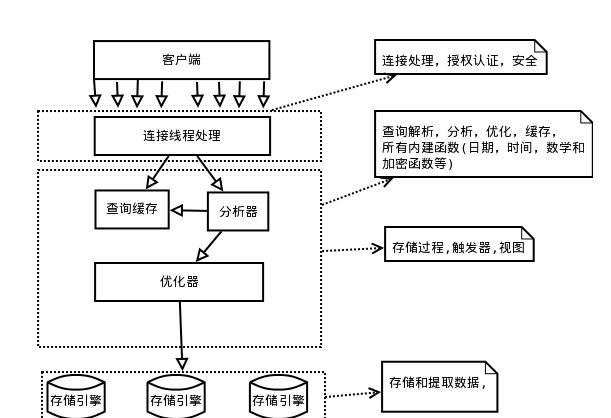 客户端
连接处理，授权认证，安全
连接线程处理
查询解析，分析，优化，缓存，
所有内建函数(日期，时间，数学和
加密函数等)
查询缓存
分析器
存储过程,触发器,视图
优化器
存储和提取数据,
存储引擎
存储引擎
存储引擎